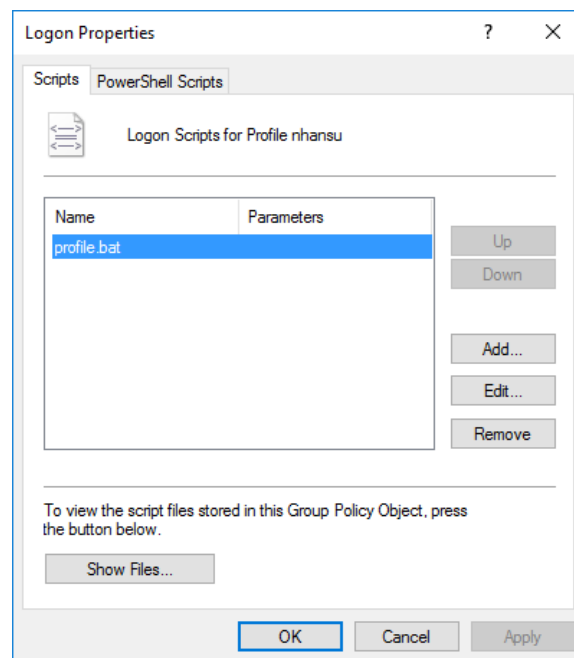 Logon Properties
?
Scripts
PowerShell Scripts
<-->
<-->
Logon Scripts for Profile nhansu
Name Parameters
profile.bat
Up
Down
Add...
Edit...
Remove
To view the script files stored in this Group Policy Object, press
the button below.
Show Files...
OK Cancel Apply